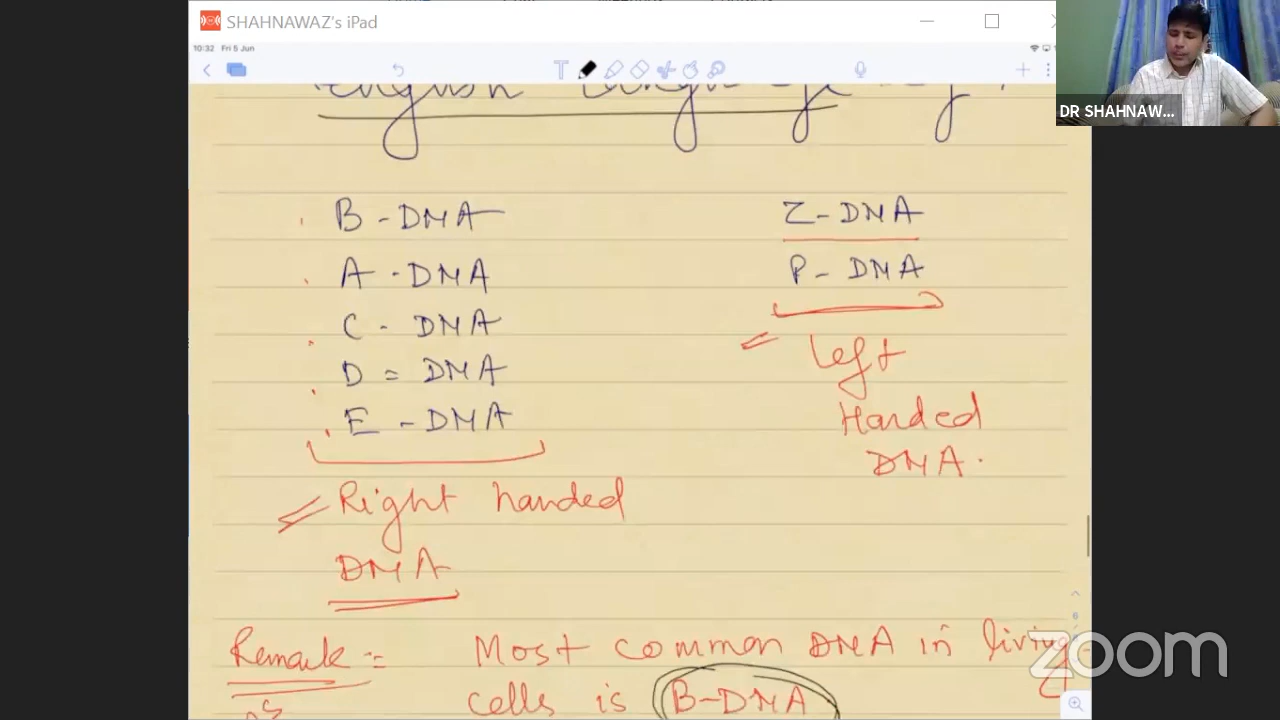 SHAHNAWAZ's iPad
10:32 Fri 5 Jun
DR SHAHNAW...
B - DNA
A - DNA
C - DNA
D = DNA
E - DNA
Right handed
DNA
Z - DNA
P - DNA
left
Handed
DNA.
Remark := Most common DNA in living
cells is B-DNA
zoom